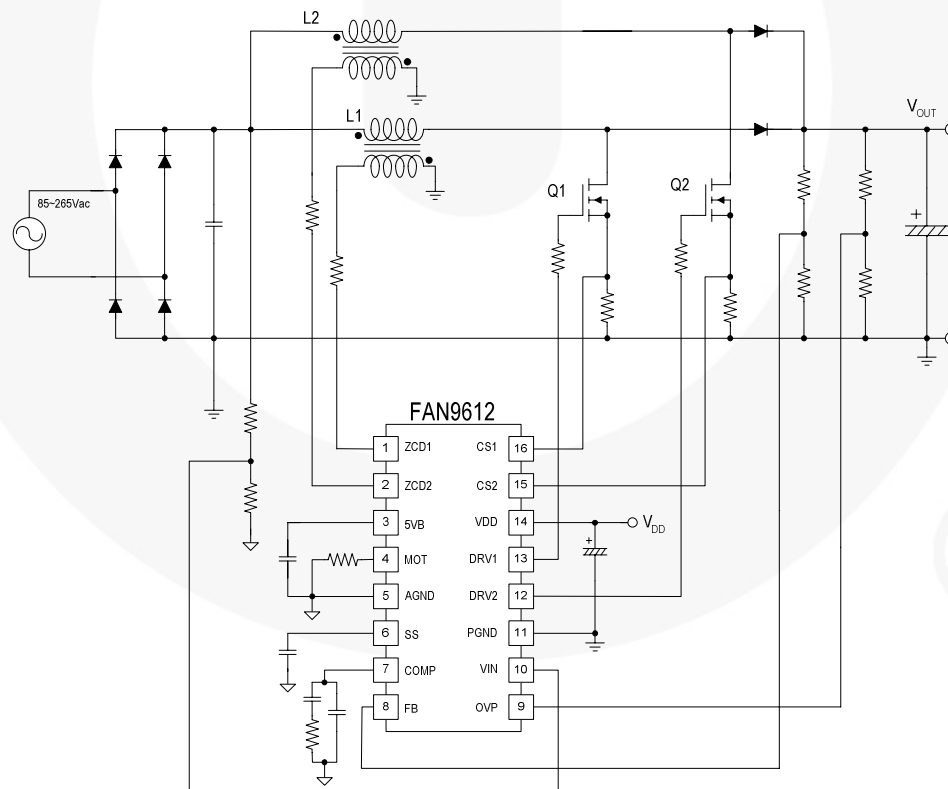 L2
L1
V_OUT
Q1
Q2
85~265Vac
+
FAN9612
1 ZCD1 CS1 16
2 ZCD2 CS2 15
3 5VB VDD 14
+ V_DD
4 MOT DRV1 13
5 AGND DRV2 12
6 SS PGND 11
7 COMP VIN 10
8 FB OVP 9